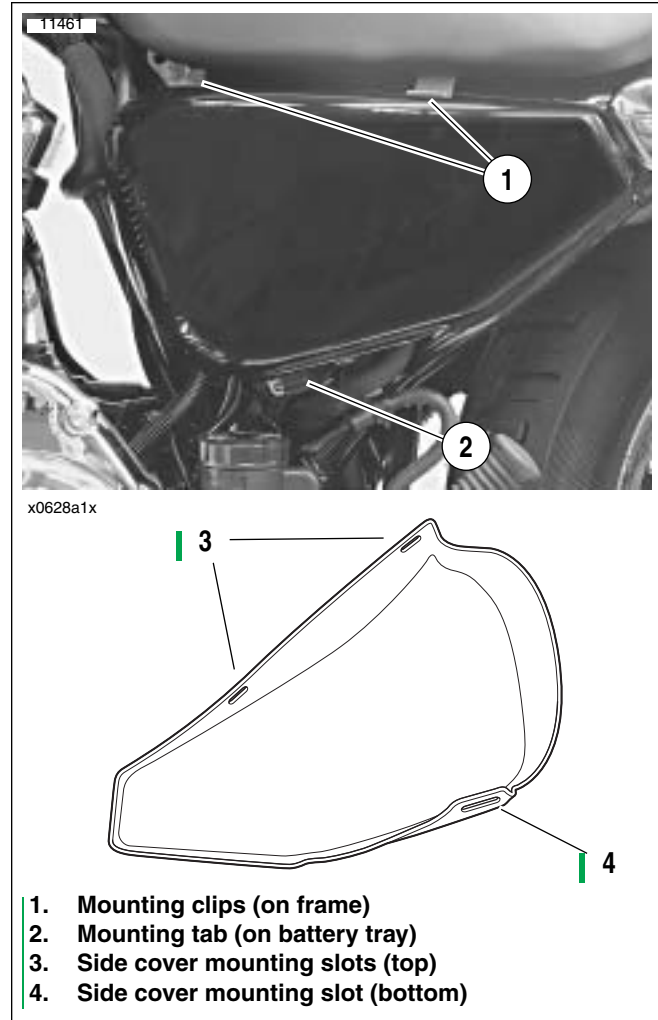 11461
1
2
x0628a1x
3
4
1. Mounting clips (on frame)
2. Mounting tab (on battery tray)
3. Side cover mounting slots (top)
4. Side cover mounting slot (bottom)